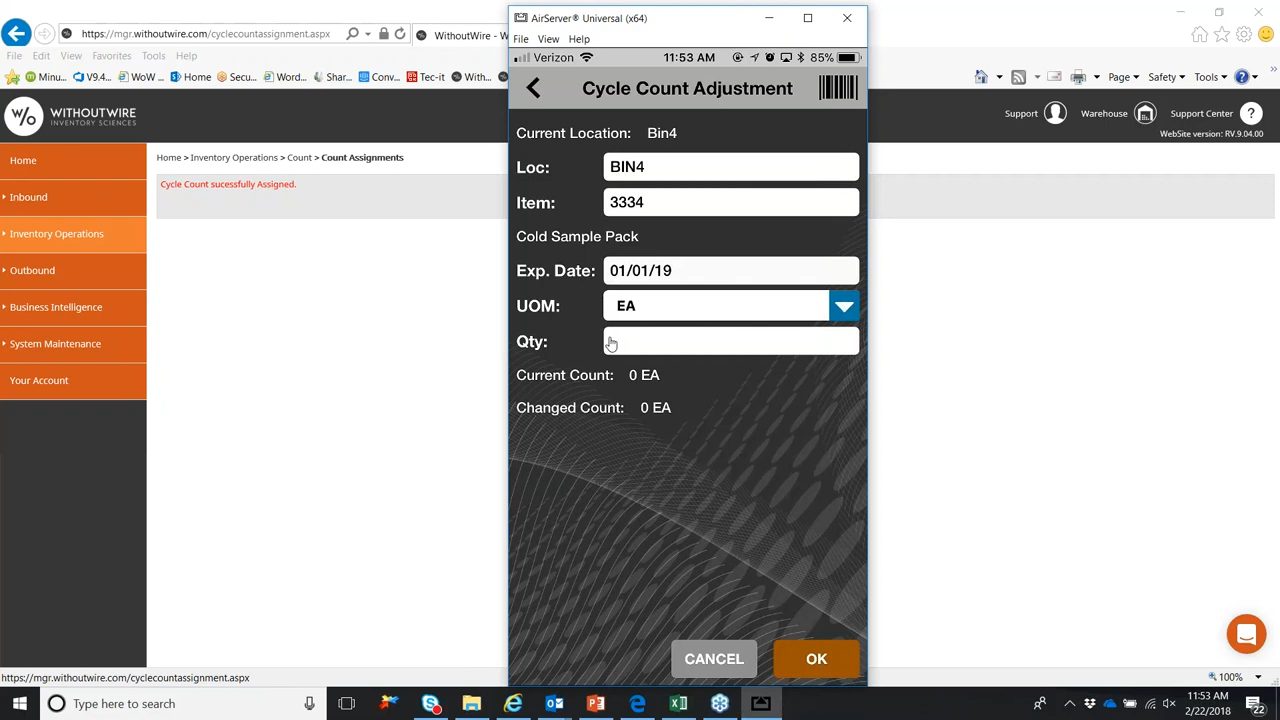 AirServer® Universal (x64)
File View Help
Verizon 11:53 AM 85%
Cycle Count Adjustment
Current Location: Bin4
Loc: BIN4
Item: 3334
Cold Sample Pack
Exp. Date: 01/01/19
UOM: EA
Qty:
Current Count: 0 EA
Changed Count: 0 EA
CANCEL OK
https://mgr.withoutwire.com/cyclecountassignment.aspx
WithoutWire - W
File Edit View Favorites Tools Help
Minu... V9.4... WoW ... Home Secu... Word... Shari... Conv... Tec-it With...
Page Safety Tools
W/O WITHOUTWIRE
INVENTORY SCIENCES
Support Warehouse Support Center ?
WebSite version: RV.9.04.00
Home
Inbound
Inventory Operations
Outbound
Business Intelligence
System Maintenance
Your Account
Home > Inventory Operations > Count > Count Assignments
Cycle Count sucessfully Assigned.
https://mgr.withoutwire.com/cyclecountassignment.aspx
100%
Type here to search
11:53 AM
2/22/2018
22